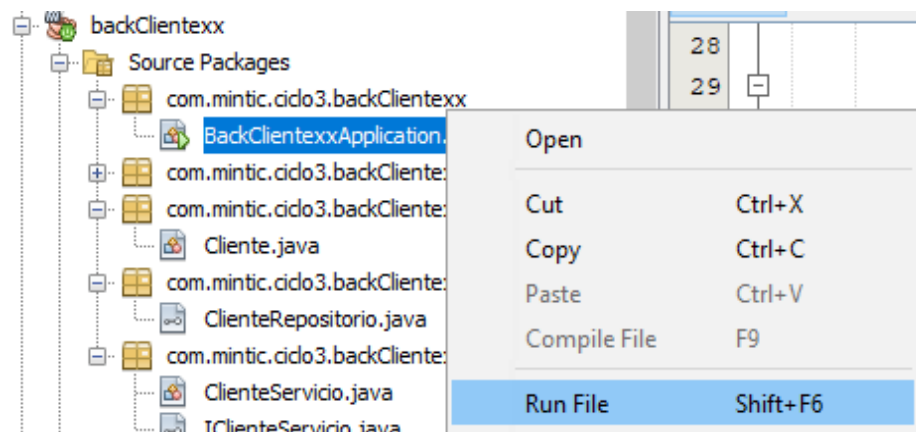 backClientexx
Source Packages
com.mintic.ciclo3.backClientexx
BackClientexxApplication.
com.mintic.ciclo3.backCliente
com.mintic.ciclo3.backCliente
Cliente.java
com.mintic.ciclo3.backCliente
ClienteRepositorio.java
com.mintic.ciclo3.backCliente
ClienteServicio.java
IClienteServicio.java
28
29
Open
Cut Ctrl+X
Copy Ctrl+C
Paste Ctrl+V
Compile File F9
Run File Shift+F6